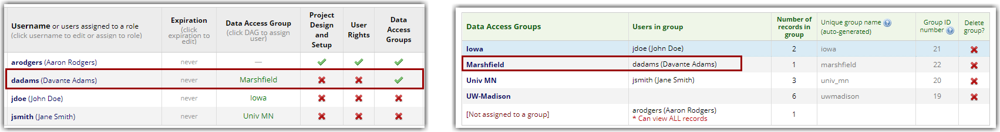 Username or users assigned to a role
(click username to edit or assign to role)
Expiration
(click
expiration to
edit)
Data Access Group
(click DAG to assign
user)
Project
Design
and
Setup
User
Rights
Data
Access
Groups
arodgers (Aaron Rodgers) never —
dadams (Davante Adams) never Marshfield
jdoe (John Doe) never Iowa
jsmith (Jane Smith) never Univ MN
Data Access Groups
Users in group
Number of
records in
group
Unique group name
(auto-generated)
Group ID
number
Delete
group?
Iowa jdoe (John Doe) 2 iowa 21
Marshfield dadams (Davante Adams) 1 marshfield 22
Univ MN jsmith (Jane Smith) 3 univ_mn 20
UW-Madison 6 uwmadison 19
[Not assigned to a group] arodgers (Aaron Rodgers) 1
* Can view ALL records